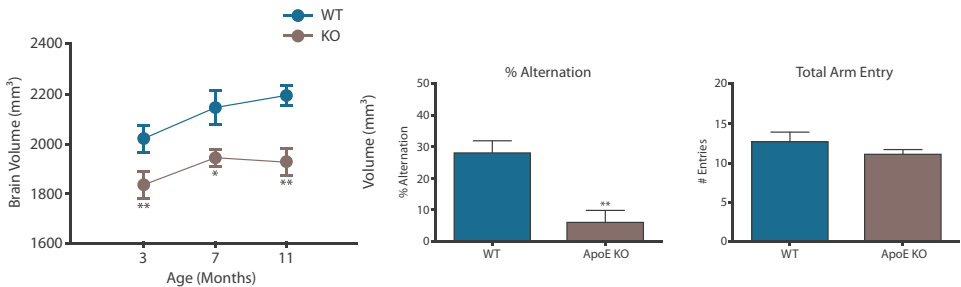 WT
KO
Brain Volume (mm³)
2400
2200
2000
1800
1600
**
*
**
3
7
11
Age (Months)
% Alternation
Volume (mm³)
% Alternation
50
40
30
20
10
0
**
WT
ApoE KO
Total Arm Entry
# Entries
20
15
10
5
0
WT
ApoE KO